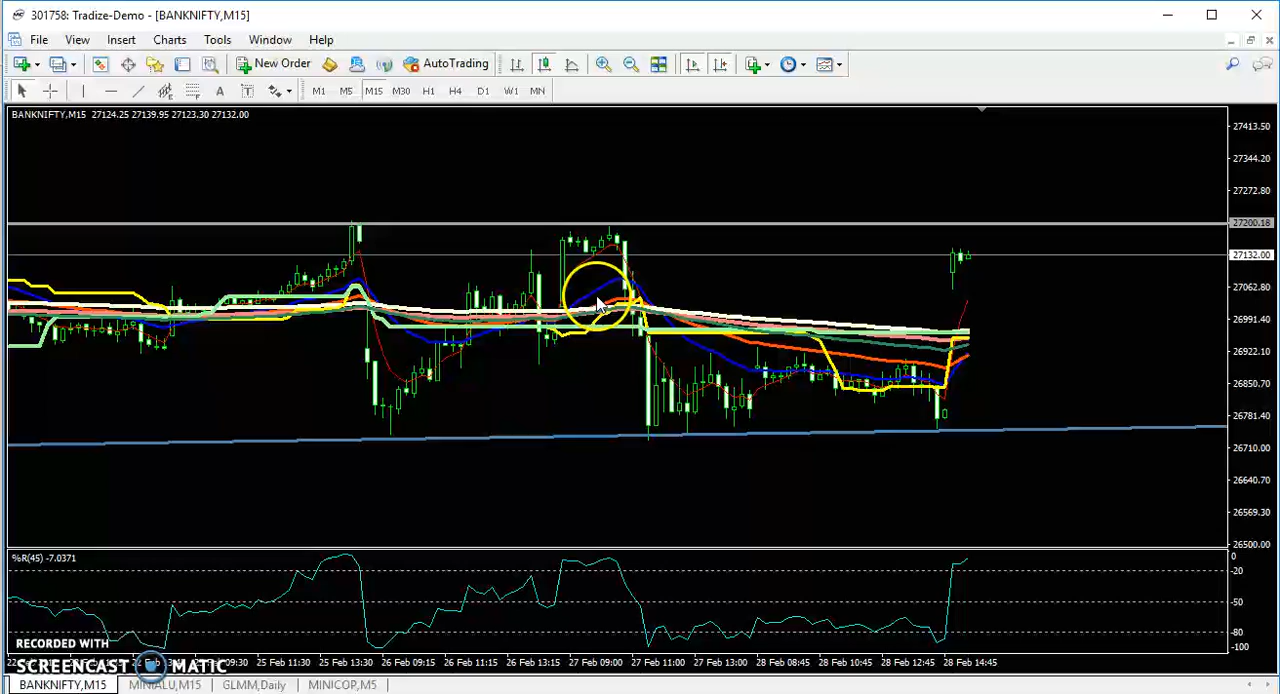 301758: Tradize-Demo - [BANKNIFTY,M15]
File View Insert Charts Tools Window Help
New Order AutoTrading
A T M1 M5 M15 M30 H1 H4 D1 W1 MN
BANKNIFTY,M15 27124.25 27139.95 27123.30 27132.00
27413.50
27344.20
27272.80
27200.18
27132.00
27062.80
26991.40
26922.10
26850.70
26781.40
26710.00
26640.70
26569.30
26500.00
%R(45) -7.0371
0
-20
-50
-80
-100
RECORDED WITH
SCREENCAST MATIC
09:30 25 Feb 11:30 25 Feb 13:30 26 Feb 09:15 26 Feb 11:15 26 Feb 13:15 27 Feb 09:00 27 Feb 11:00 27 Feb 13:00 28 Feb 08:45 28 Feb 10:45 28 Feb 12:45 28 Feb 14:45
BANKNIFTY,M15 MINIALU,M15 GLMM,Daily MINICOP,M5